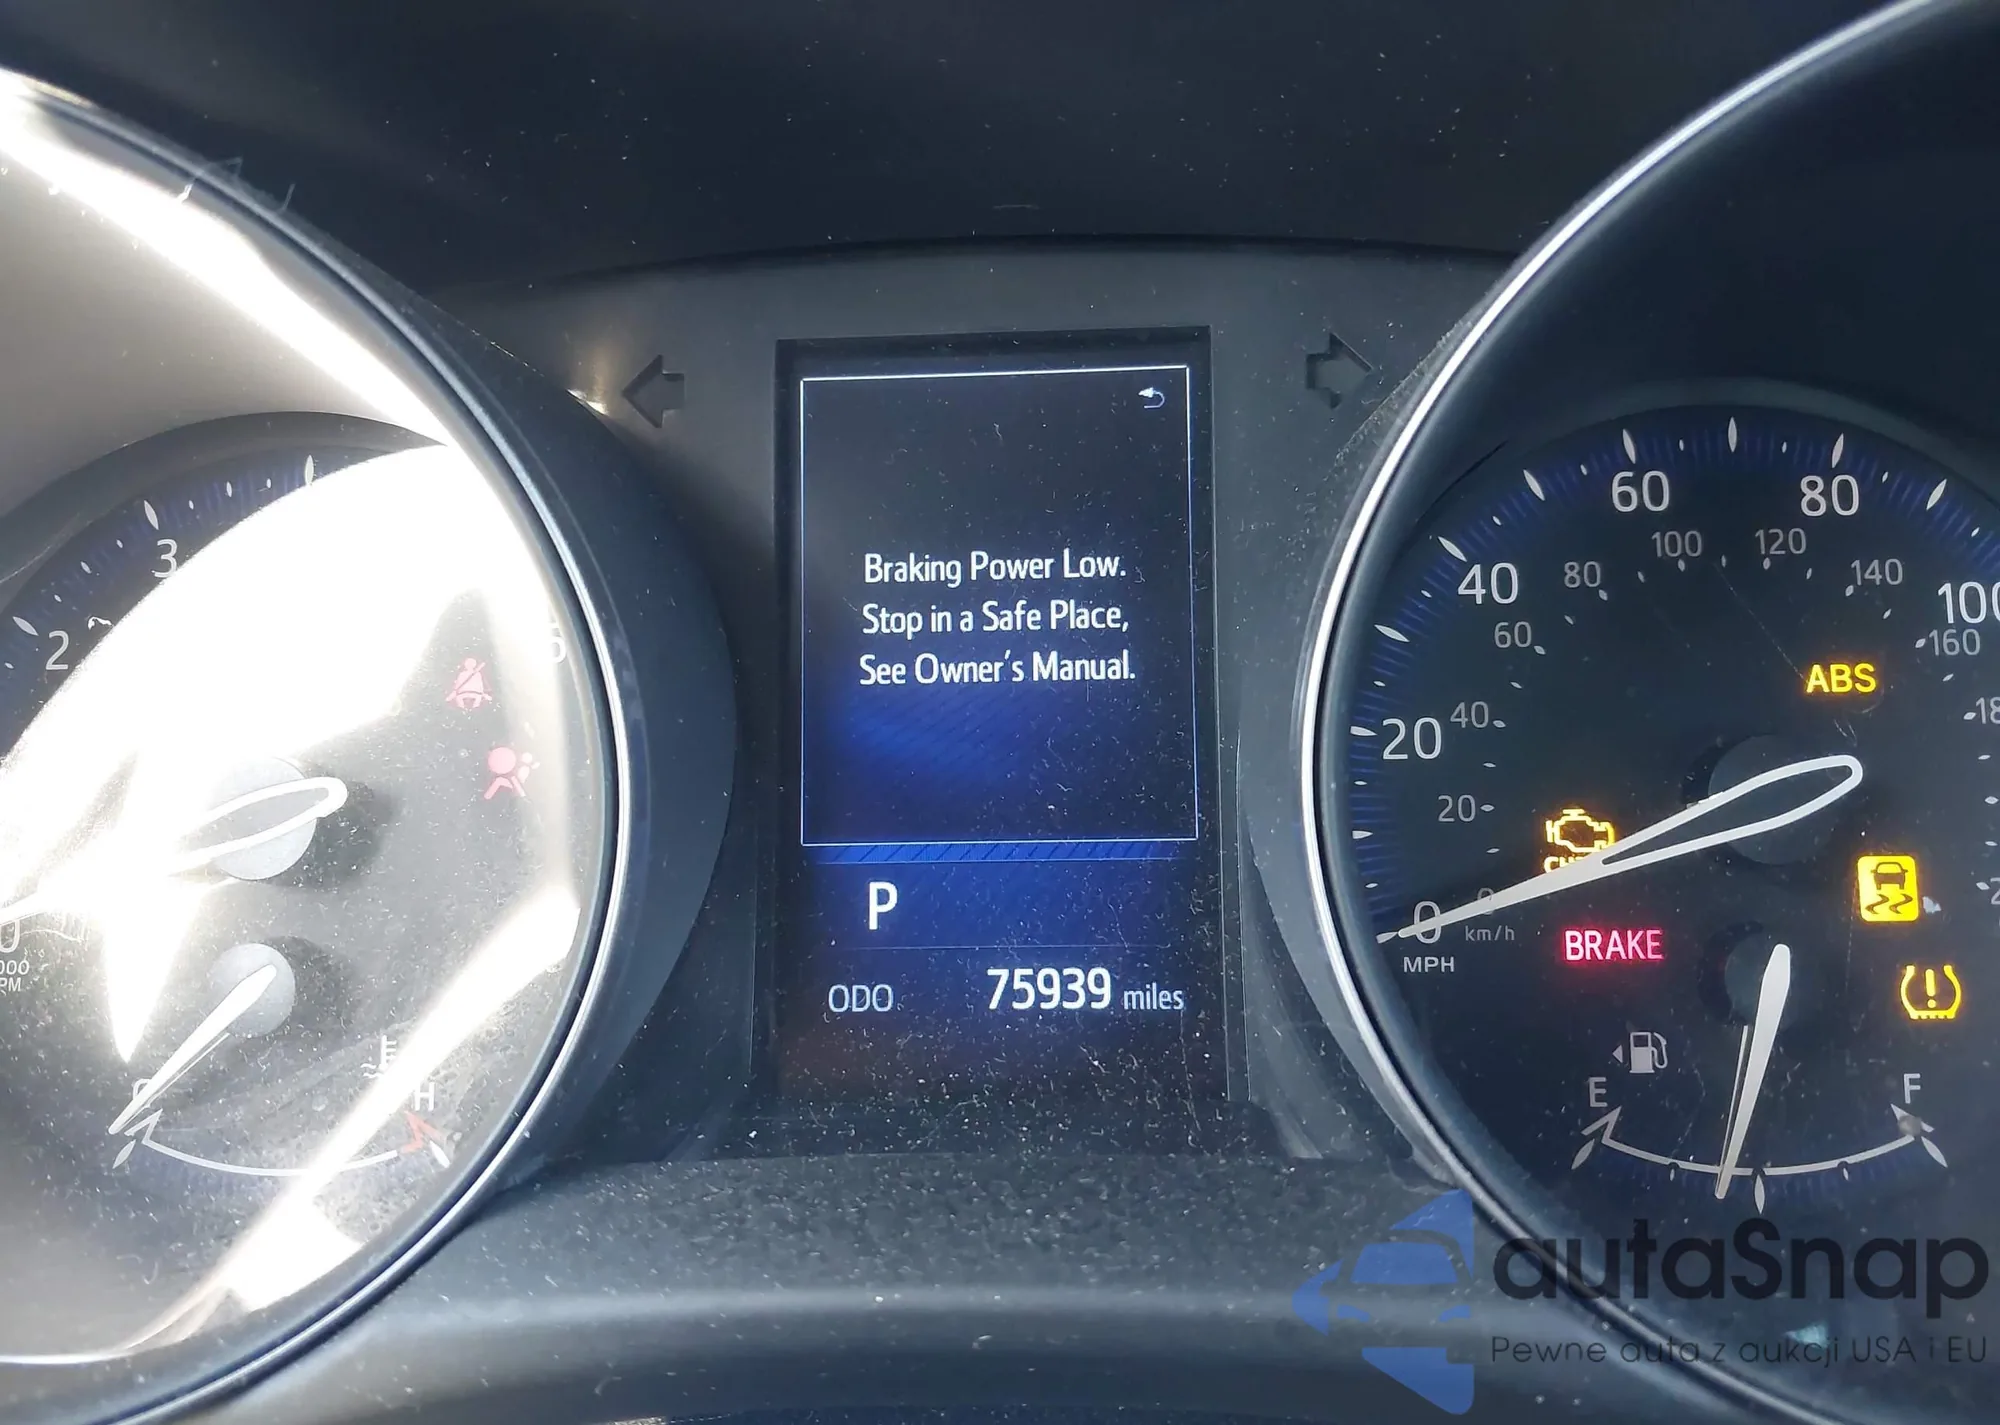 Braking Power Low.
Stop in a Safe Place,
See Owner's Manual.
P
ODO 75939 miles
2
3
H
20
40
60
80
100
20
40
60
80
100
120
140
160
0
km/h
MPH
ABS
BRAKE
E
F
autaSnap
Pewne auta z aukcji USA i EU